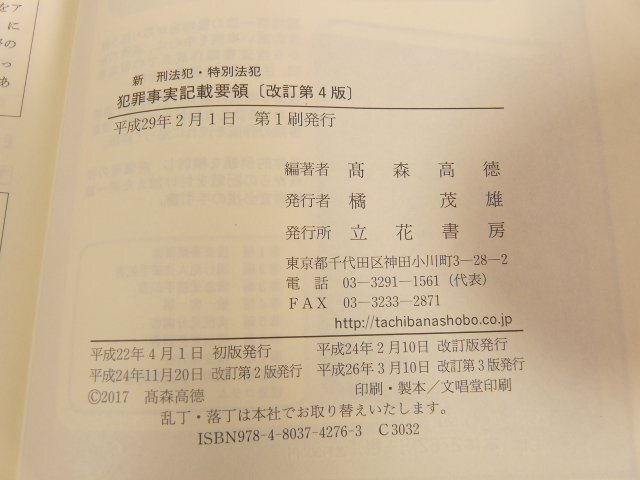 新 刑法犯・特別法犯
犯罪事実記載要領〔改訂第4版〕
平成29年2月1日 第1刷発行
編著者 髙森高徳
発行者 橘 茂雄
発行所 立花書房
東京都千代田区神田小川町3-28-2
電話 03-3291-1561(代表)
FAX 03-3233-2871
http://tachibanashobo.co.jp
平成22年4月1日 初版発行 平成24年2月10日 改訂版発行
平成24年11月20日 改訂第2版発行 平成26年3月10日 改訂第3版発行
©2017 髙森高徳 印刷・製本/文唱堂印刷
乱丁・落丁は本社でお取り替えいたします。
ISBN978-4-8037-4276-3 C3032